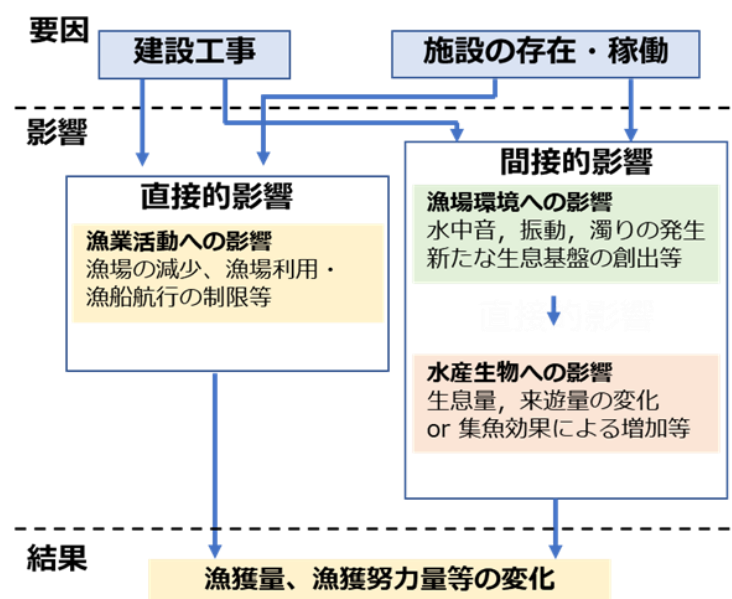 要因
建設工事
施設の存在・稼働
影響
直接的影響
漁業活動への影響
漁場の減少、漁場利用・
漁船航行の制限等
間接的影響
漁場環境への影響
水中音，振動，濁りの発生
新たな生息基盤の創出等
直接的影響
水産生物への影響
生息量，来遊量の変化
or 集魚効果による増加等
結果
漁獲量、漁獲努力量等の変化